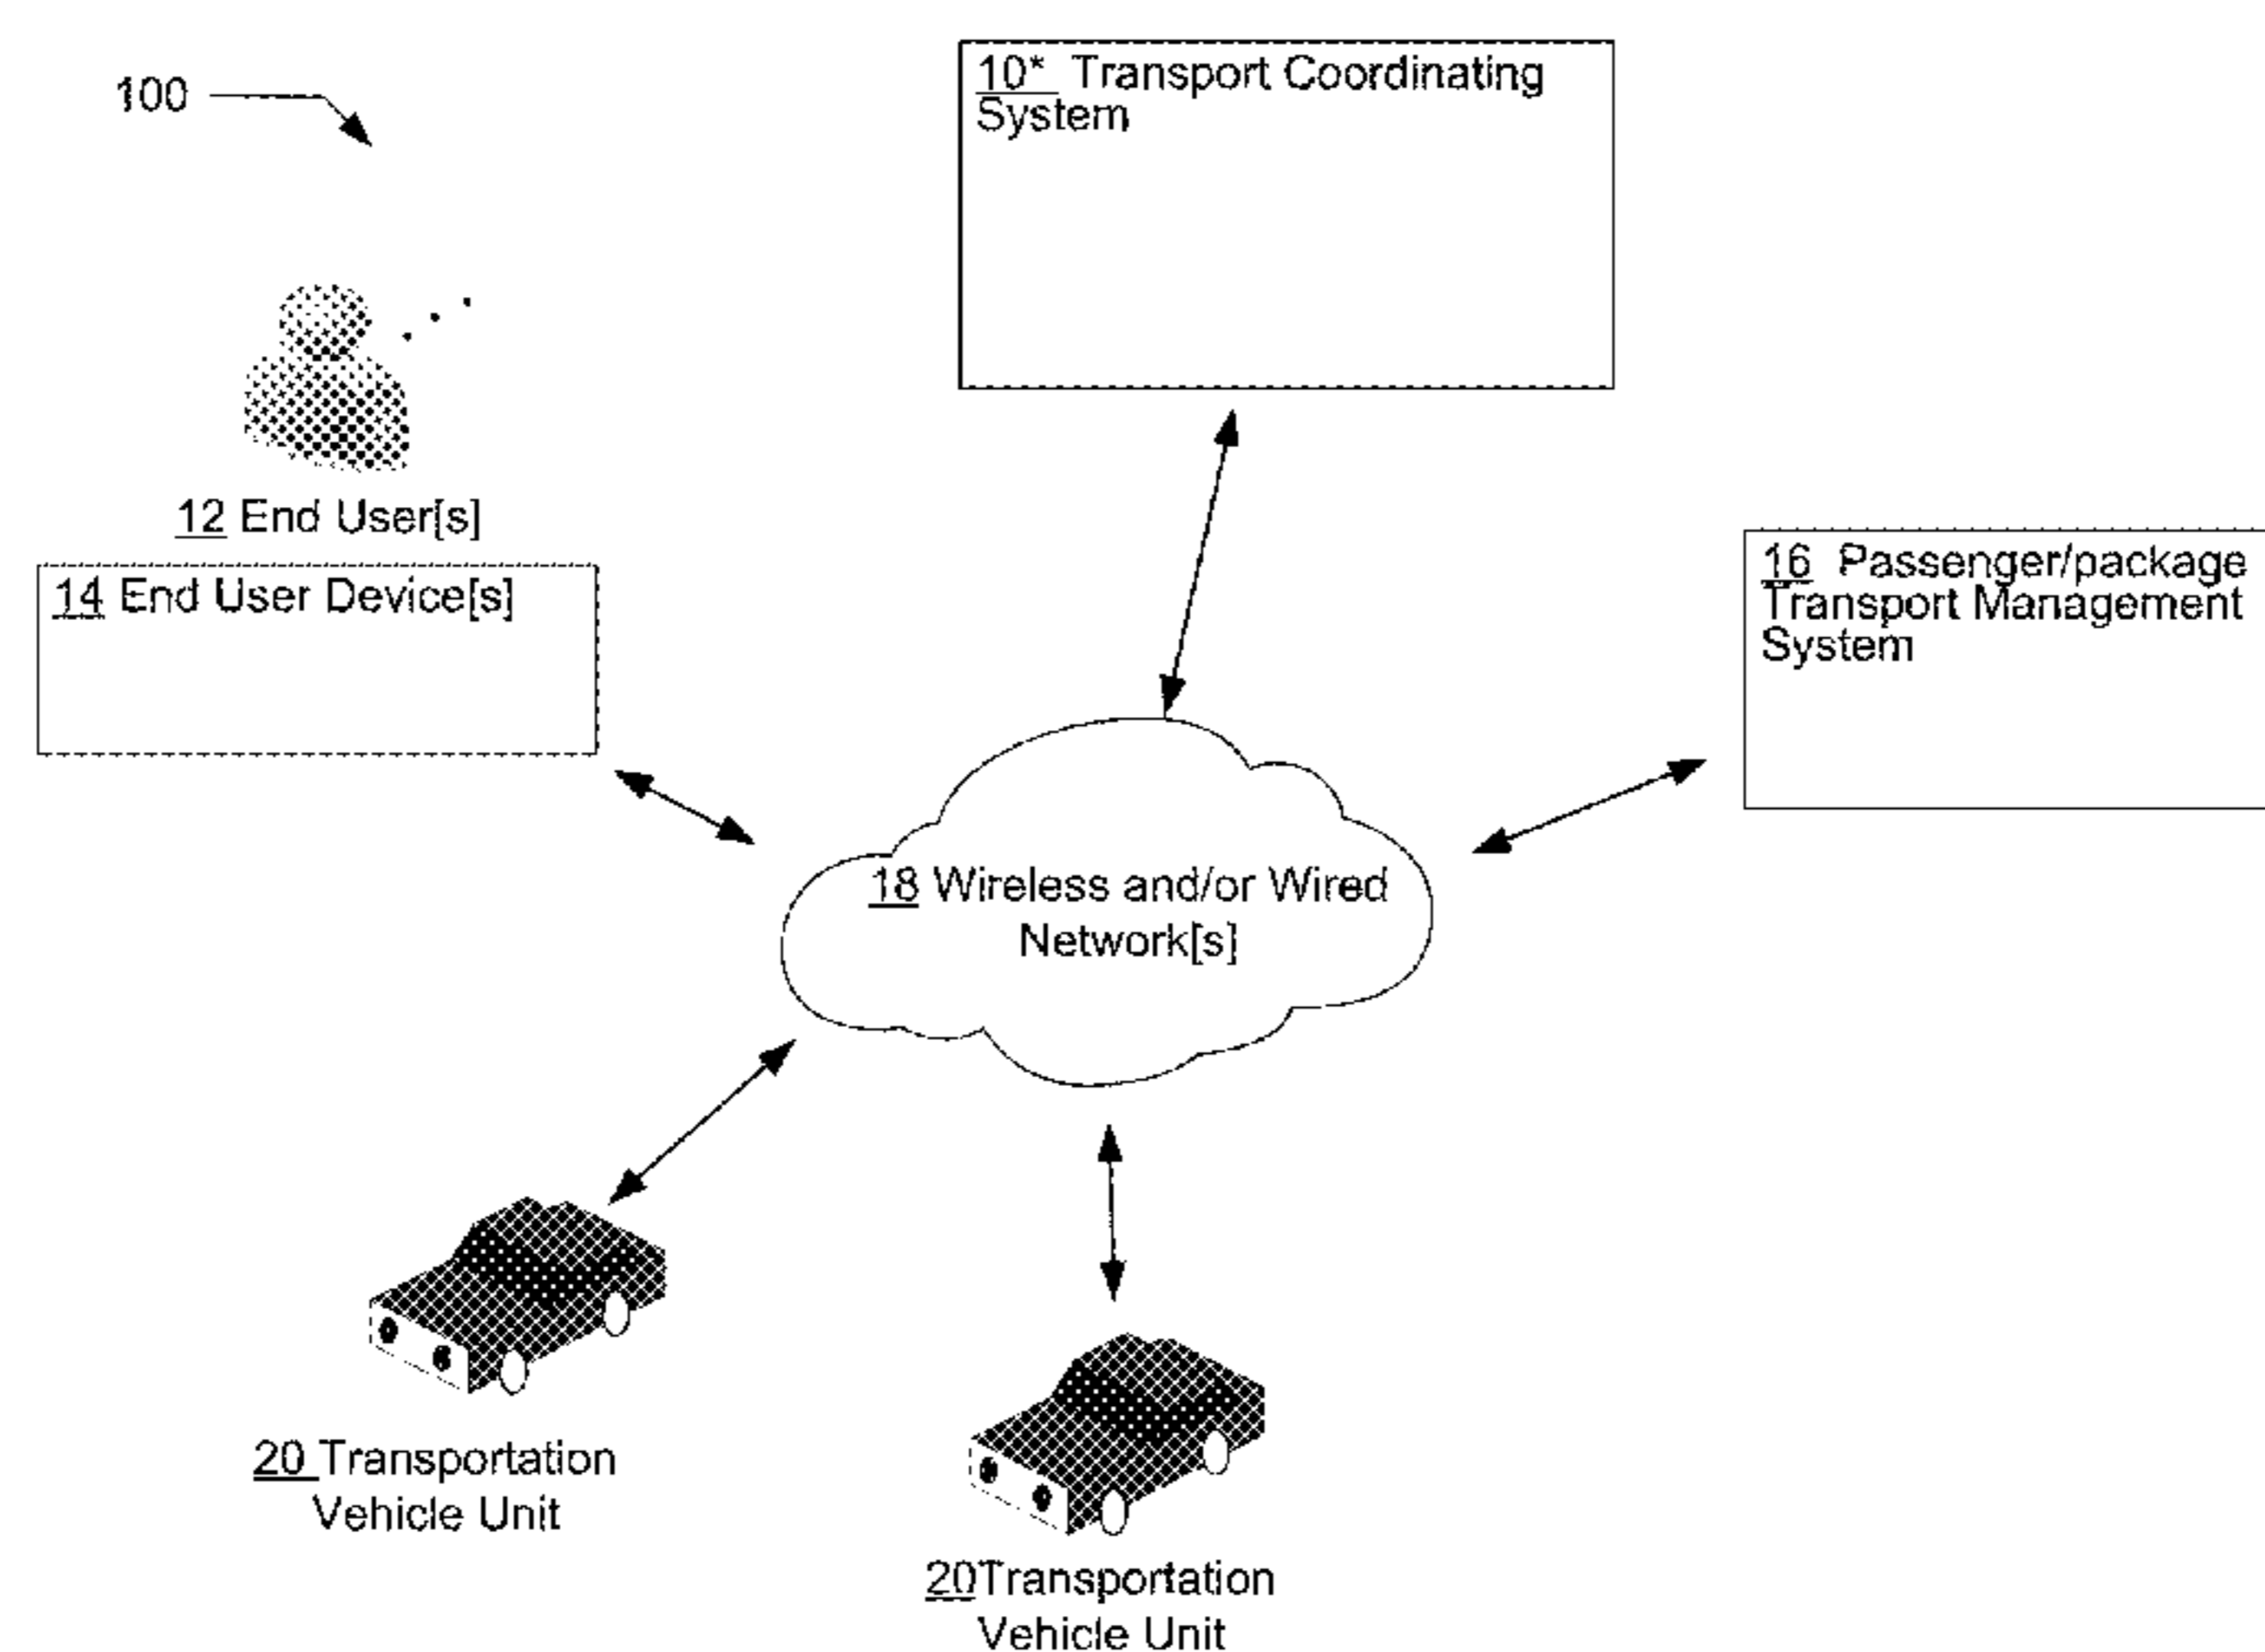 100
10* Transport Coordinating
System
12 End User[s]
14 End User Device[s]
16 Passenger/package
Transport Management
System
18 Wireless and/or Wired
Network[s]
20 Transportation
Vehicle Unit
20Transportation
Vehicle Unit